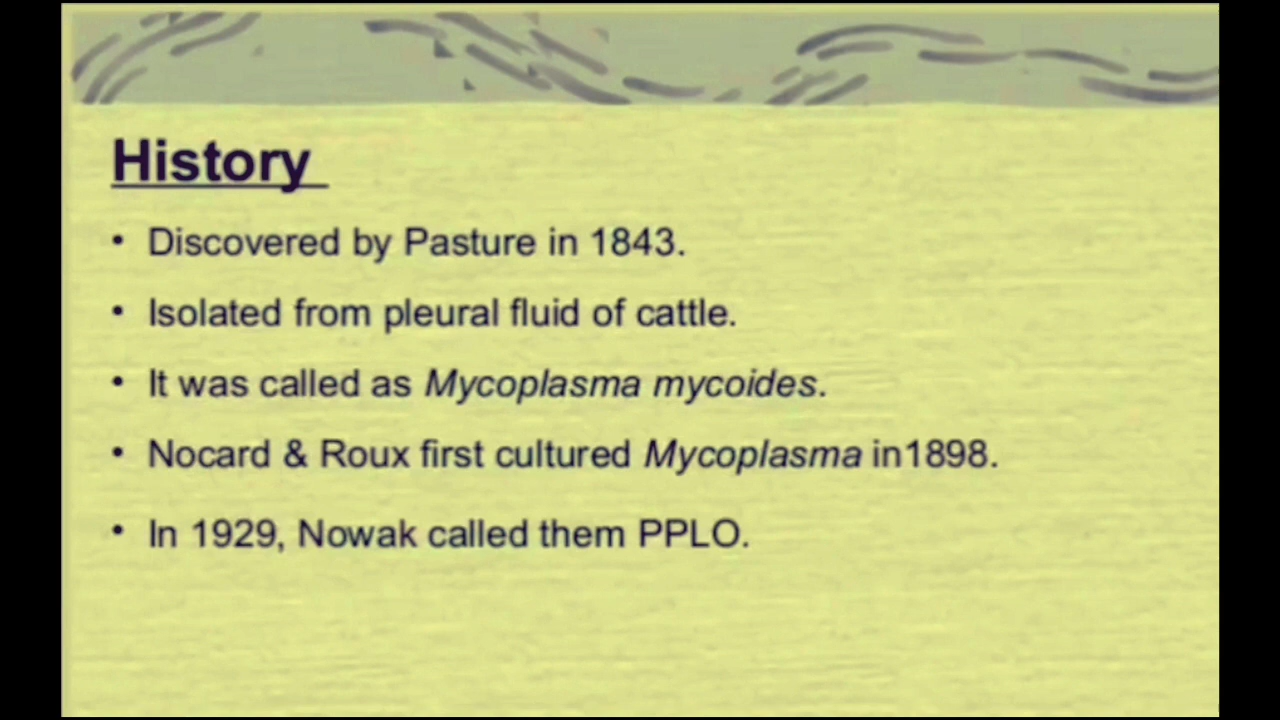 History
• Discovered by Pasture in 1843.
• Isolated from pleural fluid of cattle.
• It was called as Mycoplasma mycoides.
• Nocard & Roux first cultured Mycoplasma in1898.
• In 1929, Nowak called them PPLO.